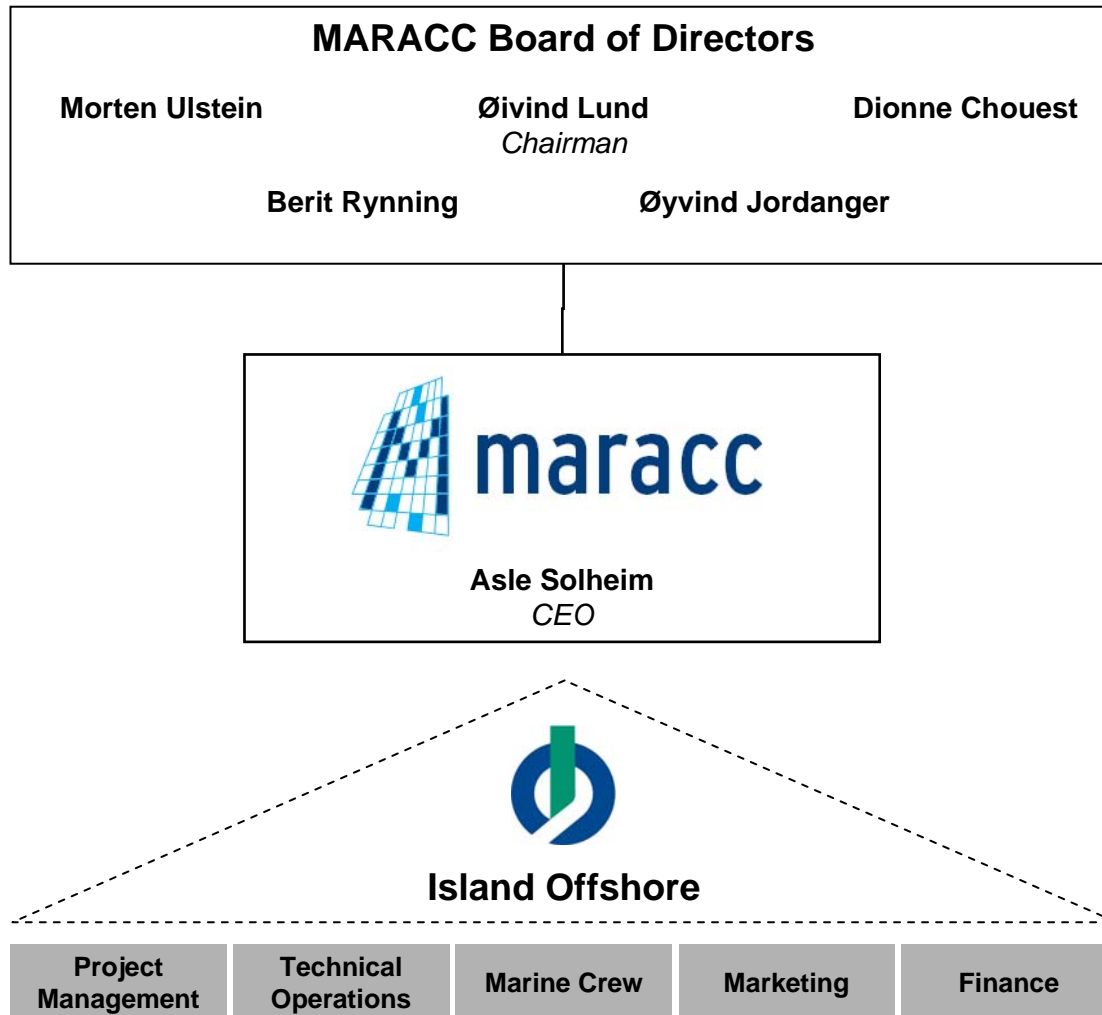 MARACC Board of Directors
Morten Ulstein
Øivind Lund
Chairman
Dionne Chouest
Berit Rynning
Øyvind Jordanger
maracc
Asle Solheim
CEO
Island Offshore
Project
Management
Technical
Operations
Marine Crew
Marketing
Finance